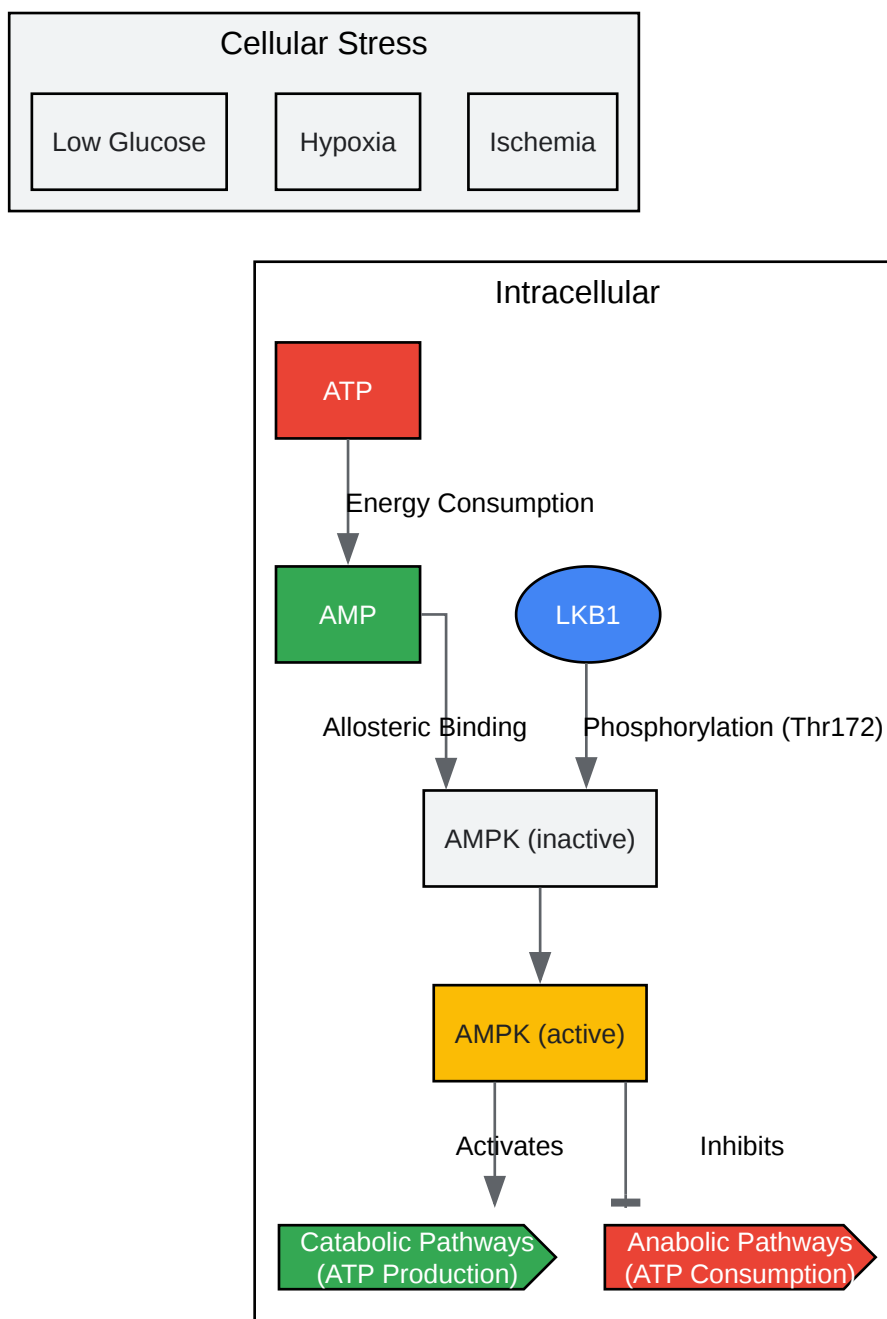 Cellular Stress
Low Glucose
Hypoxia
Ischemia
Intracellular
ATP
Energy Consumption
AMP
LKB1
Allosteric Binding
Phosphorylation (Thr172)
AMPK (inactive)
AMPK (active)
Activates
Inhibits
Catabolic Pathways
(ATP Production)
Anabolic Pathways
(ATP Consumption)